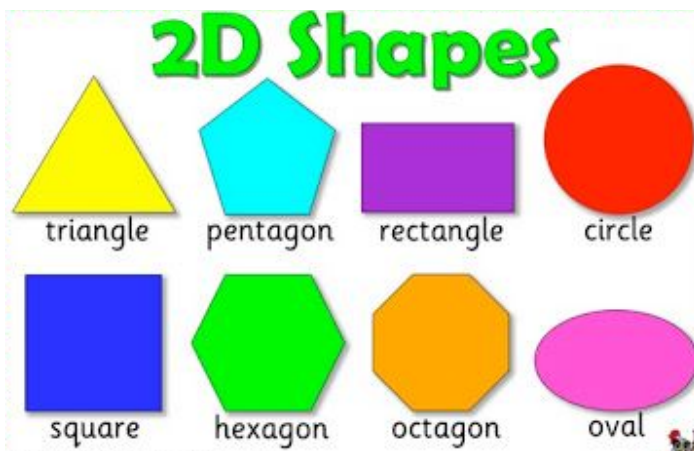 2D Shapes
triangle pentagon rectangle circle
square hexagon octagon oval